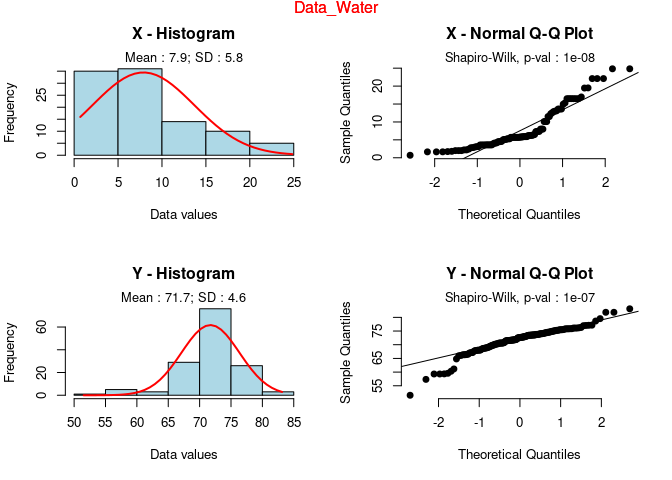 Data_Water
X - Histogram
Mean : 7.9; SD : 5.8
Frequency
0 10 25
0 5 10 15 20 25
Data values
X - Normal Q-Q Plot
Shapiro-Wilk, p-val : 1e-08
Sample Quantiles
0 10 20
-2 -1 0 1 2
Theoretical Quantiles
Y - Histogram
Mean : 71.7; SD : 4.6
Frequency
0 20 60
50 55 60 65 70 75 80 85
Data values
Y - Normal Q-Q Plot
Shapiro-Wilk, p-val : 1e-07
Sample Quantiles
55 65 75
-2 -1 0 1 2
Theoretical Quantiles